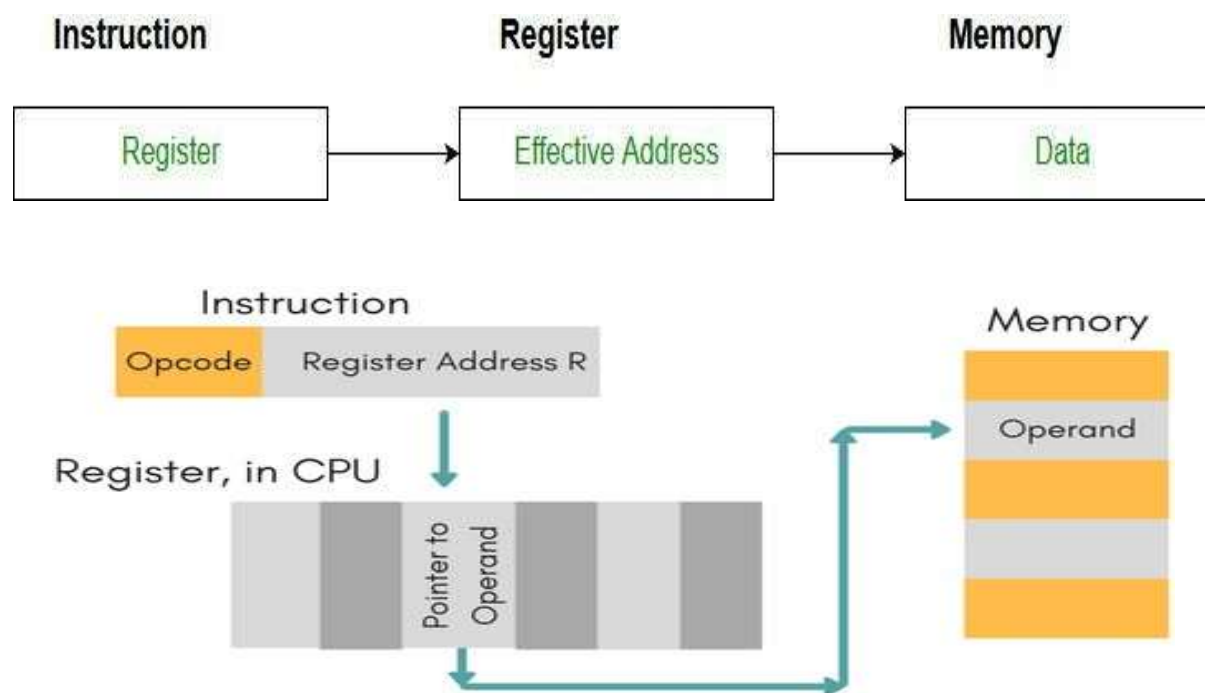 Instruction
Register
Memory
Register
Effective Address
Data
Instruction
Opcode
Register Address R
Memory
Operand
Register, in CPU
Pointer to
Operand